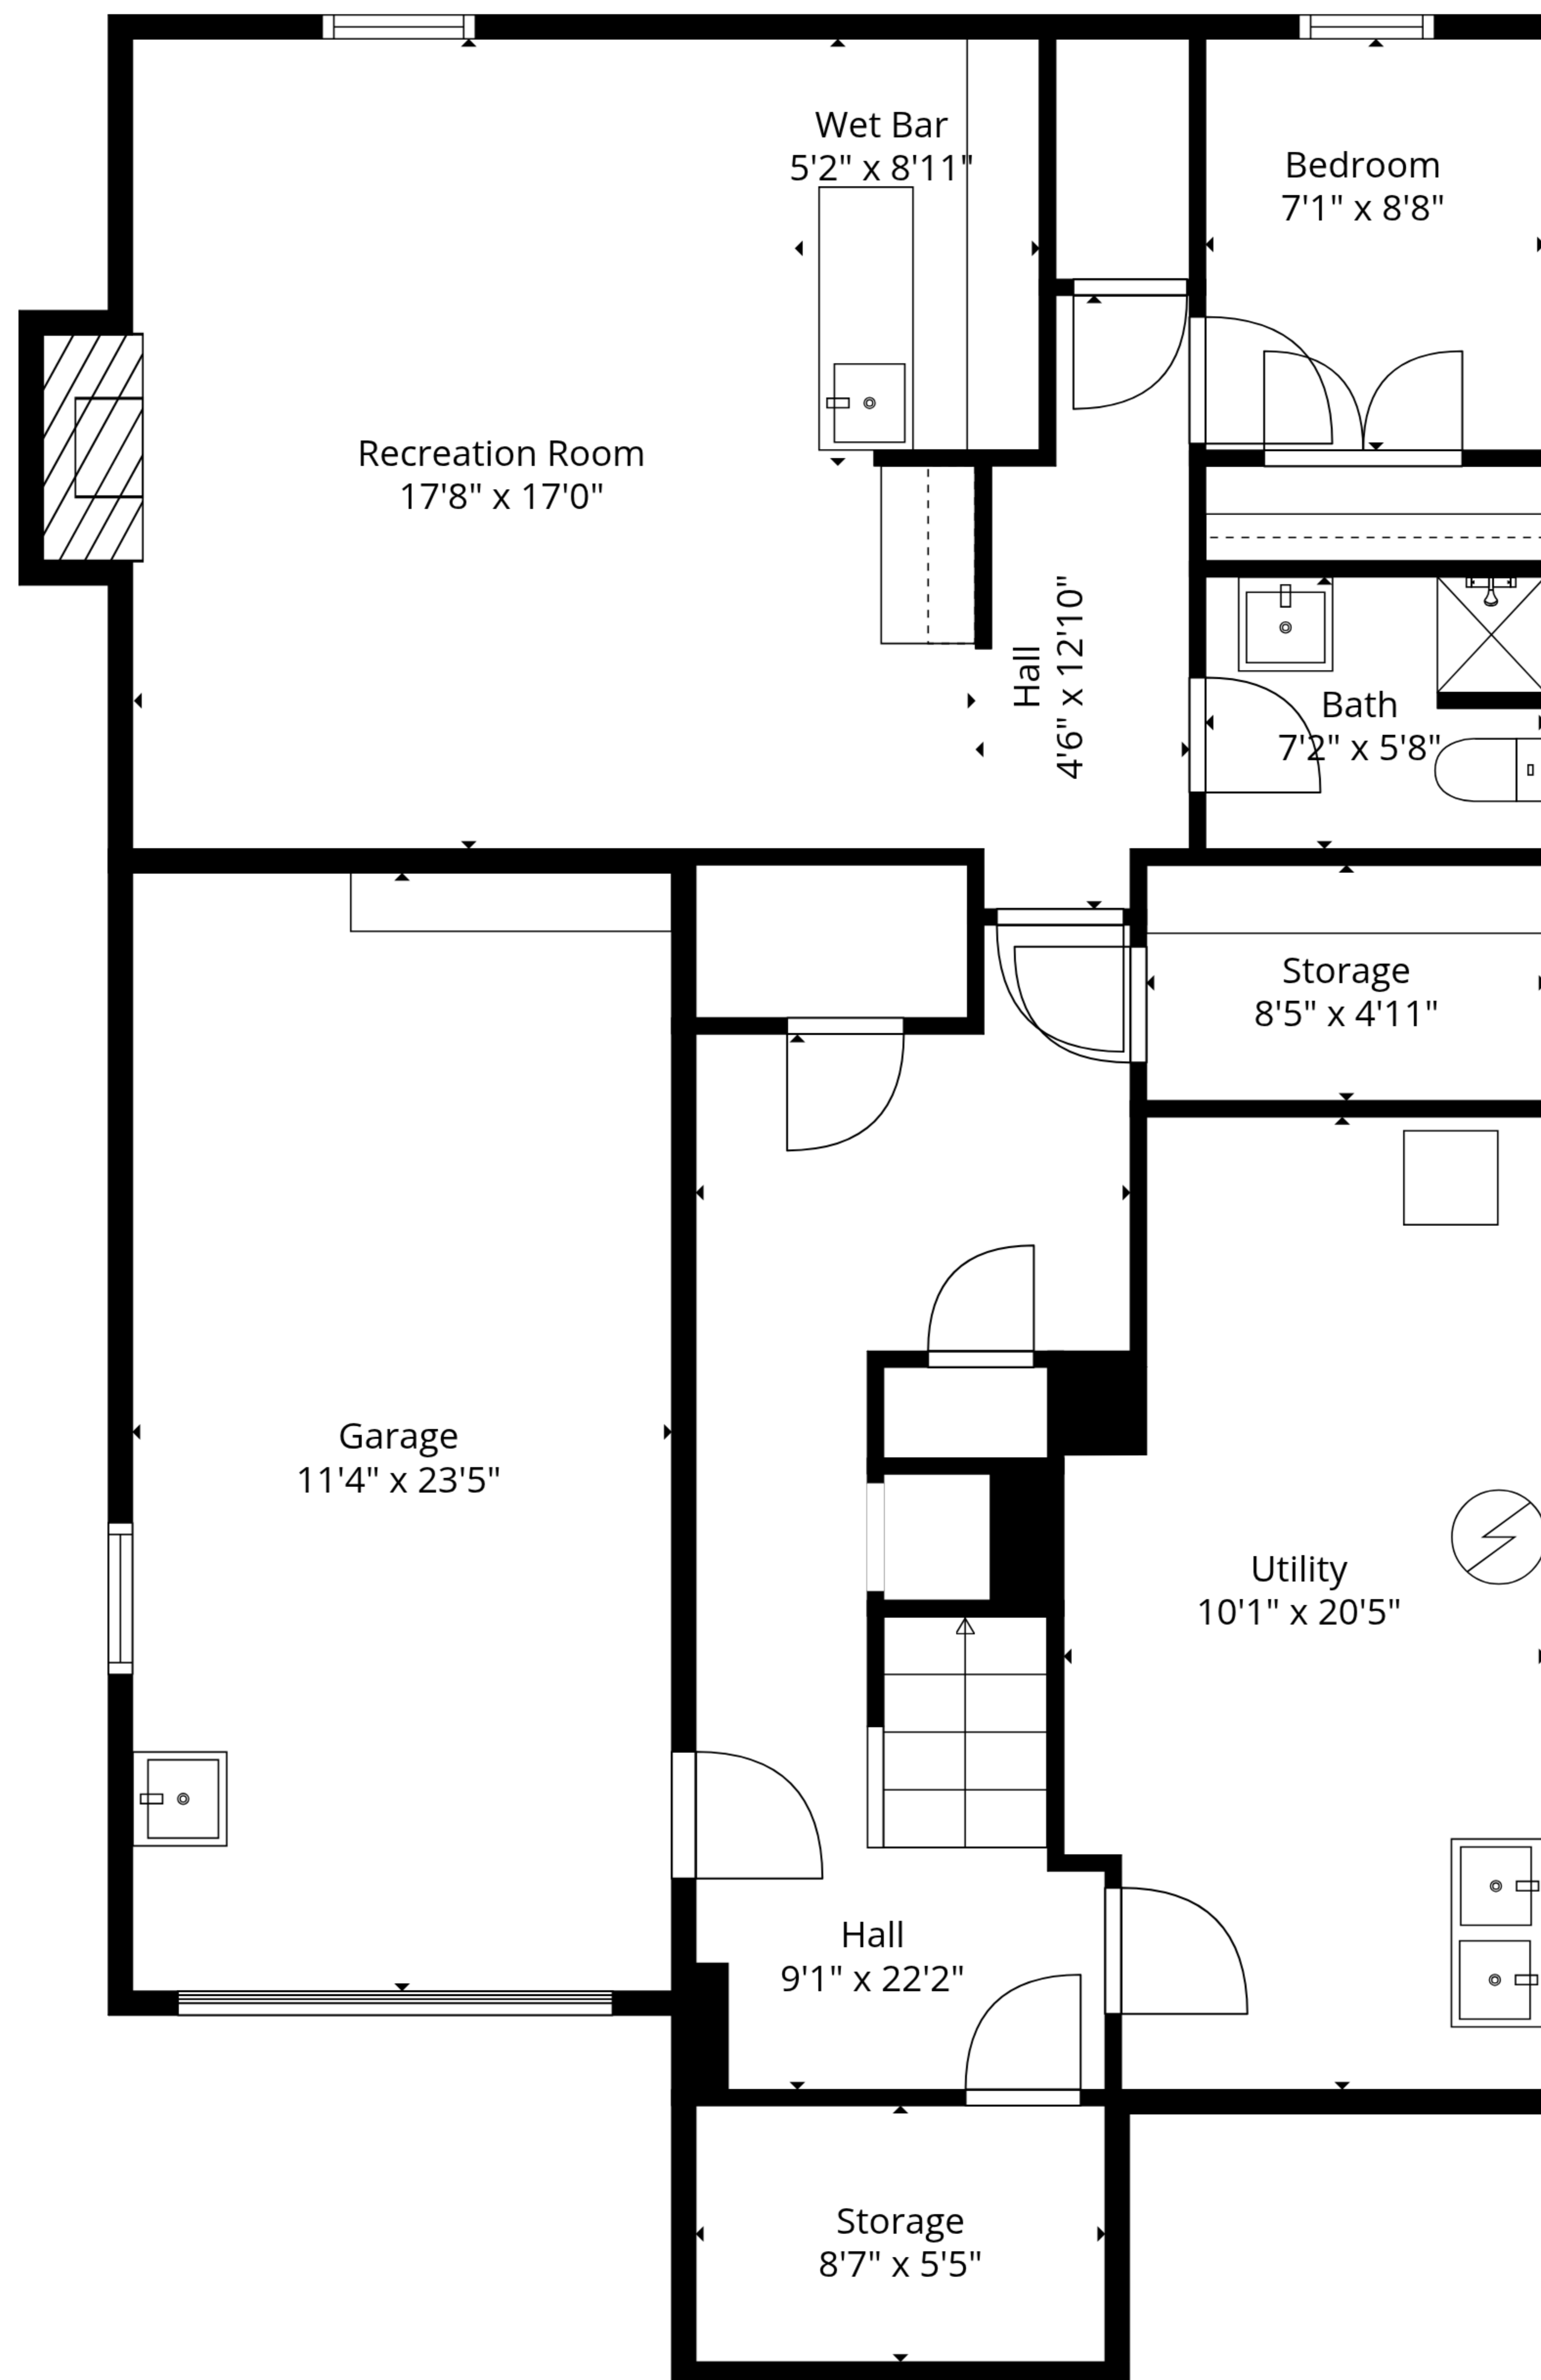 Wet Bar
5'2" x 8'11"
Bedroom
7'1" x 8'8"
Recreation Room
17'8" x 17'0"
Hall
4'6" x 12'10"
Bath
7'2" x 5'8"
Storage
8'5" x 4'11"
Garage
11'4" x 23'5"
Utility
10'1" x 20'5"
Hall
9'1" x 22'2"
Storage
8'7" x 5'5"